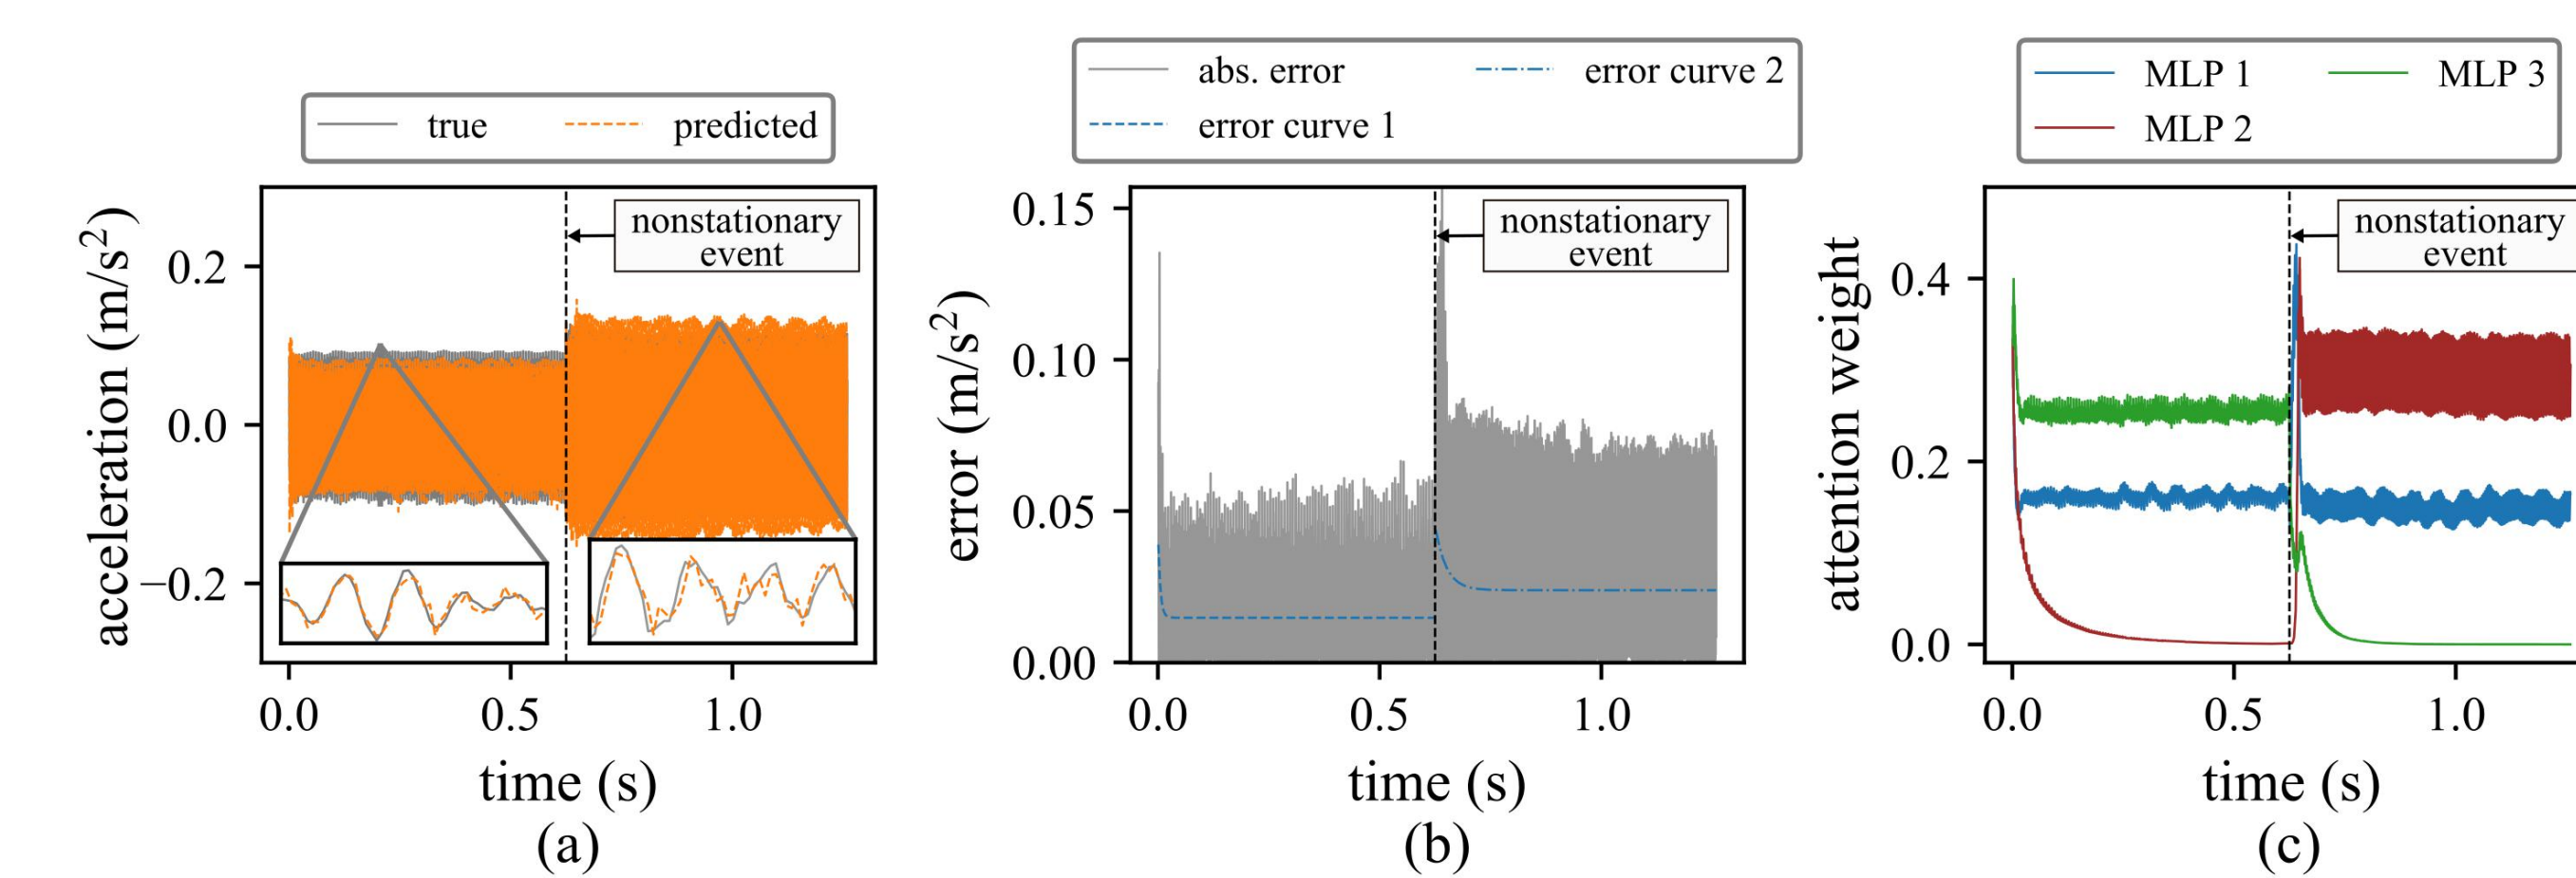 true predicted
acceleration (m/s²)
0.2
0.0
−0.2
nonstationary
event
0.0 0.5 1.0
time (s)
(a)
abs. error error curve 2
error curve 1
error (m/s²)
0.15
0.10
0.05
0.00
nonstationary
event
0.0 0.5 1.0
time (s)
(b)
MLP 1 MLP 3
MLP 2
attention weight
0.4
0.2
0.0
nonstationary
event
0.0 0.5 1.0
time (s)
(c)